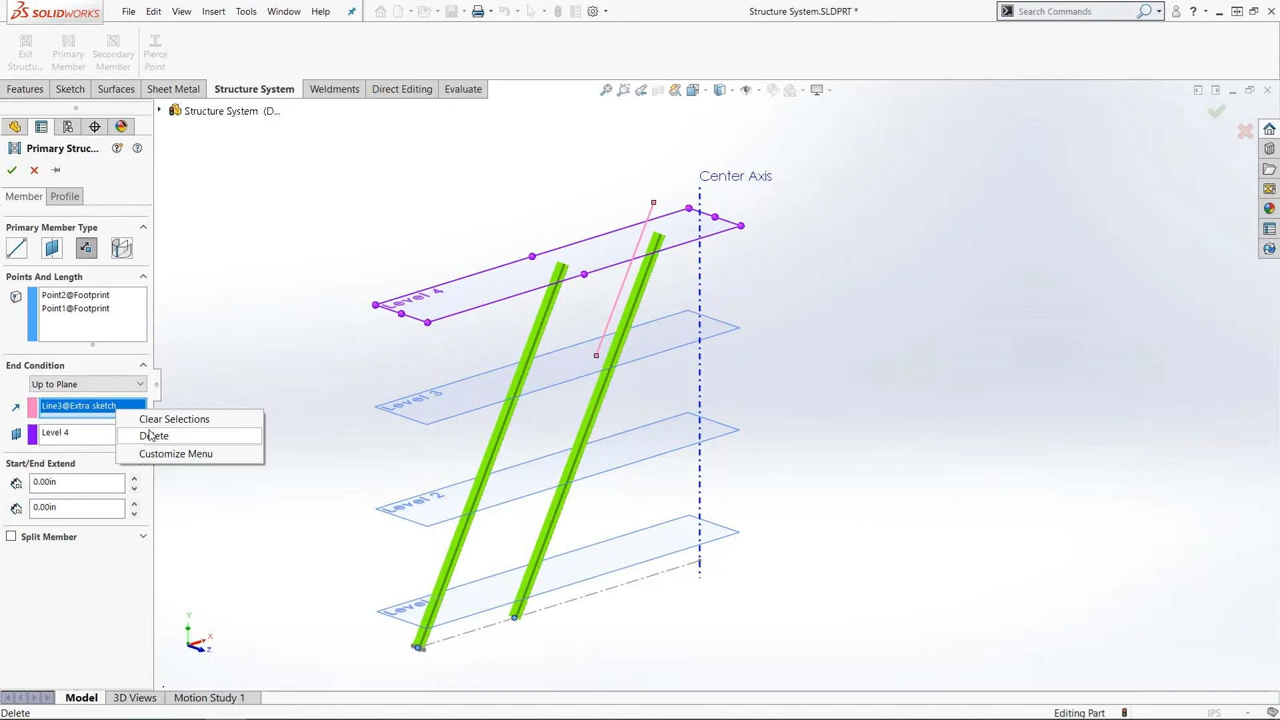 SOLIDWORKS
File
Edit
View
Insert
Tools
Window
Help
Structure System.SLDPRT *
Search Commands
Exit Structu...
Primary Member
Secondary Member
Pierce Point
Features
Sketch
Surfaces
Sheet Metal
Structure System
Weldments
Direct Editing
Evaluate
Structure System (D...
Primary Struc...
Member
Profile
Primary Member Type
Points And Length
Point2@Footprint
Point1@Footprint
End Condition
Up to Plane
Line3@Extra sketch
Clear Selections
Level 4
Delete
Customize Menu
Start/End Extend
0.00in
0.00in
Split Member
Center Axis
Level 4
Level 3
Level 2
Level
Y
X
Z
Model
3D Views
Motion Study 1
Delete
Editing Part
IPS